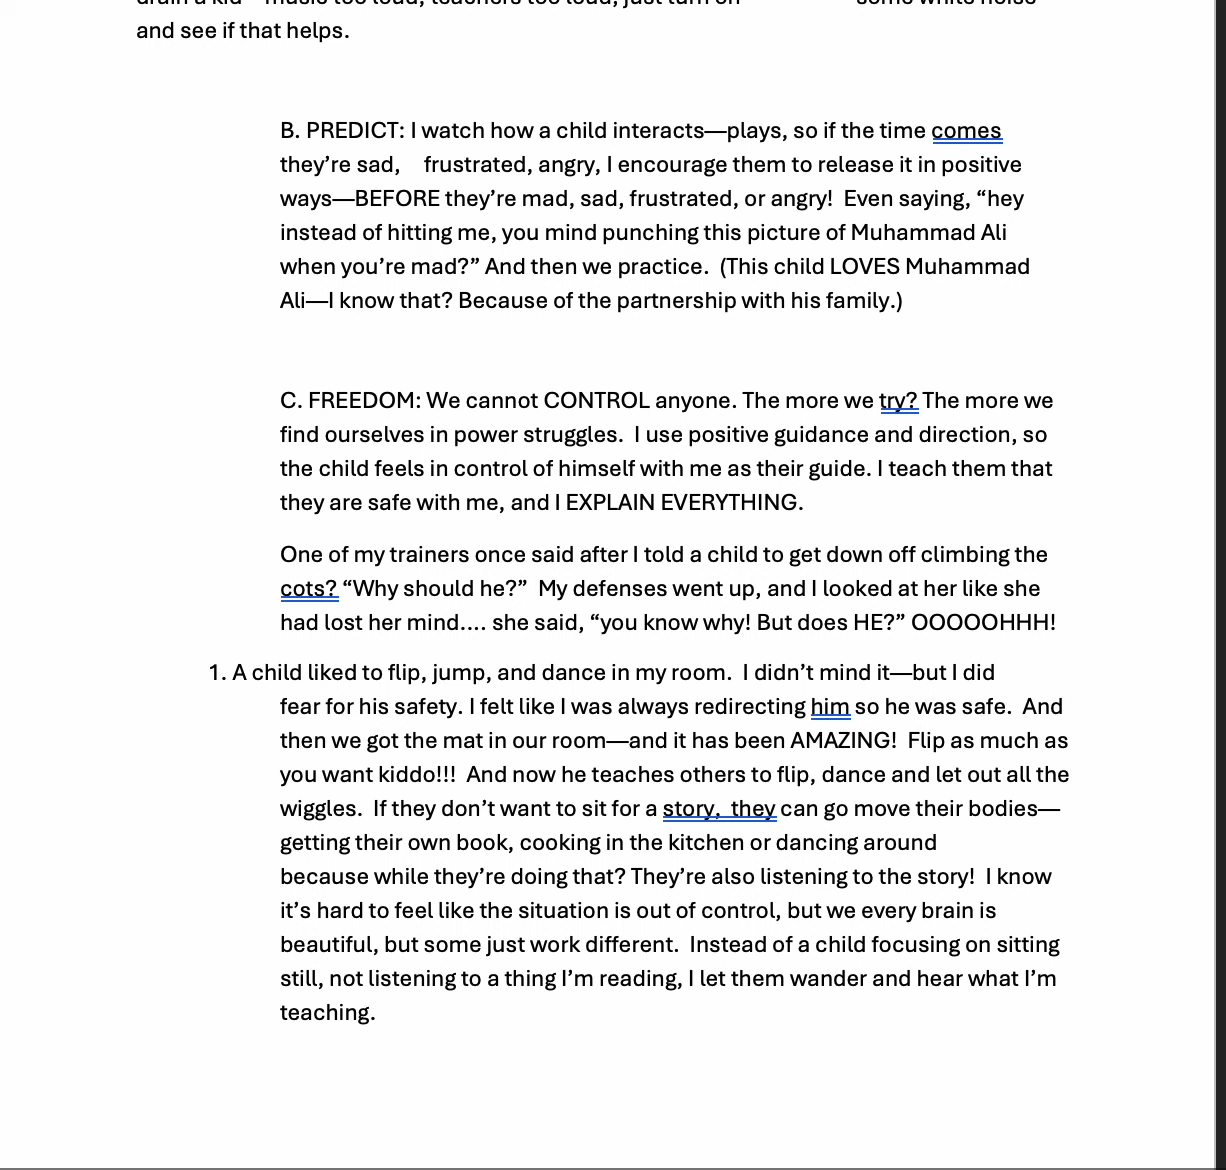 drain a kid—music too loud, teachers too loud, just turn on some white noise
and see if that helps.
B. PREDICT: I watch how a child interacts—plays, so if the time comes
they’re sad, frustrated, angry, I encourage them to release it in positive
ways—BEFORE they’re mad, sad, frustrated, or angry! Even saying, “hey
instead of hitting me, you mind punching this picture of Muhammad Ali
when you’re mad?” And then we practice. (This child LOVES Muhammad
Ali—I know that? Because of the partnership with his family.)
C. FREEDOM: We cannot CONTROL anyone. The more we try? The more we
find ourselves in power struggles. I use positive guidance and direction, so
the child feels in control of himself with me as their guide. I teach them that
they are safe with me, and I EXPLAIN EVERYTHING.
One of my trainers once said after I told a child to get down off climbing the
cots? “Why should he?” My defenses went up, and I looked at her like she
had lost her mind.... she said, “you know why! But does HE?” OOOOOHHH!
1. A child liked to flip, jump, and dance in my room. I didn’t mind it—but I did
fear for his safety. I felt like I was always redirecting him so he was safe. And
then we got the mat in our room—and it has been AMAZING! Flip as much as
you want kiddo!!! And now he teaches others to flip, dance and let out all the
wiggles. If they don’t want to sit for a story, they can go move their bodies—
getting their own book, cooking in the kitchen or dancing around
because while they’re doing that? They’re also listening to the story! I know
it’s hard to feel like the situation is out of control, but we every brain is
beautiful, but some just work different. Instead of a child focusing on sitting
still, not listening to a thing I’m reading, I let them wander and hear what I’m
teaching.